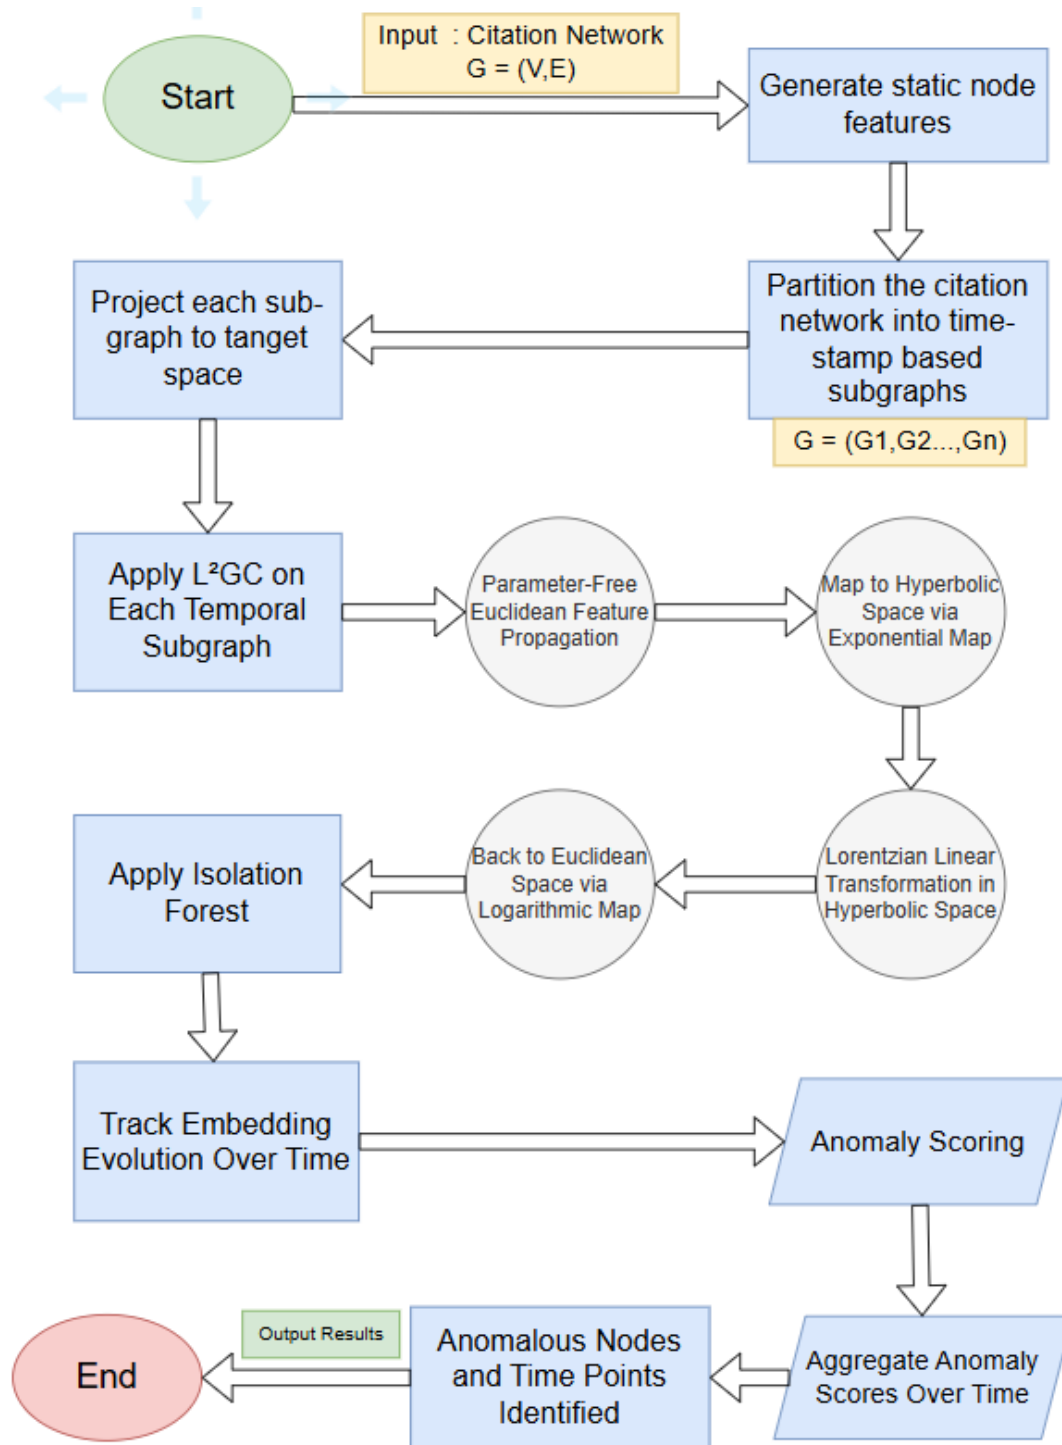 Start
Input : Citation Network
G = (V,E)
Generate static node
features
Partition the citation
network into time-
stamp based
subgraphs
G = (G1,G2...,Gn)
Project each sub-
graph to tanget
space
Apply L²GC on
Each Temporal
Subgraph
Parameter-Free
Euclidean Feature
Propagation
Map to Hyperbolic
Space via
Exponential Map
Lorentzian Linear
Transformation in
Hyperbolic Space
Back to Euclidean
Space via
Logarithmic Map
Apply Isolation
Forest
Track Embedding
Evolution Over Time
Anomaly Scoring
Aggregate Anomaly
Scores Over Time
Anomalous Nodes
and Time Points
Identified
Output Results
End